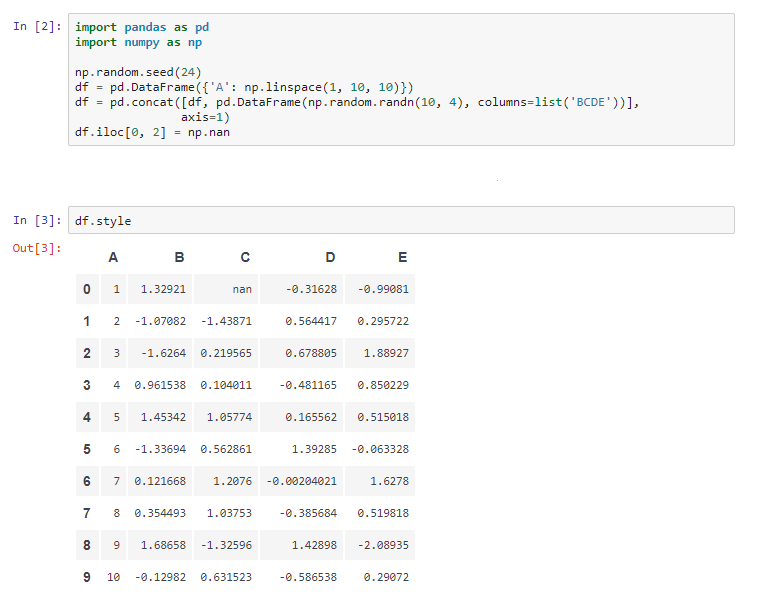 In [2]: import pandas as pd
import numpy as np
np.random.seed(24)
df = pd.DataFrame({'A': np.linspace(1, 10, 10)})
df = pd.concat([df, pd.DataFrame(np.random.randn(10, 4), columns=list('BCDE'))],
axis=1)
df.iloc[0, 2] = np.nan
In [3]: df.style
Out[3]:
A B C D E
0 1 1.32921 nan -0.31628 -0.99081
1 2 -1.07082 -1.43871 0.564417 0.295722
2 3 -1.6264 0.219565 0.678805 1.88927
3 4 0.961538 0.104011 -0.481165 0.850229
4 5 1.45342 1.05774 0.165562 0.515018
5 6 -1.33694 0.562861 1.39285 -0.063328
6 7 0.121668 1.2076 -0.00204021 1.6278
7 8 0.354493 1.03753 -0.385684 0.519818
8 9 1.68658 -1.32596 1.42898 -2.08935
9 10 -0.12982 0.631523 -0.586538 0.29072